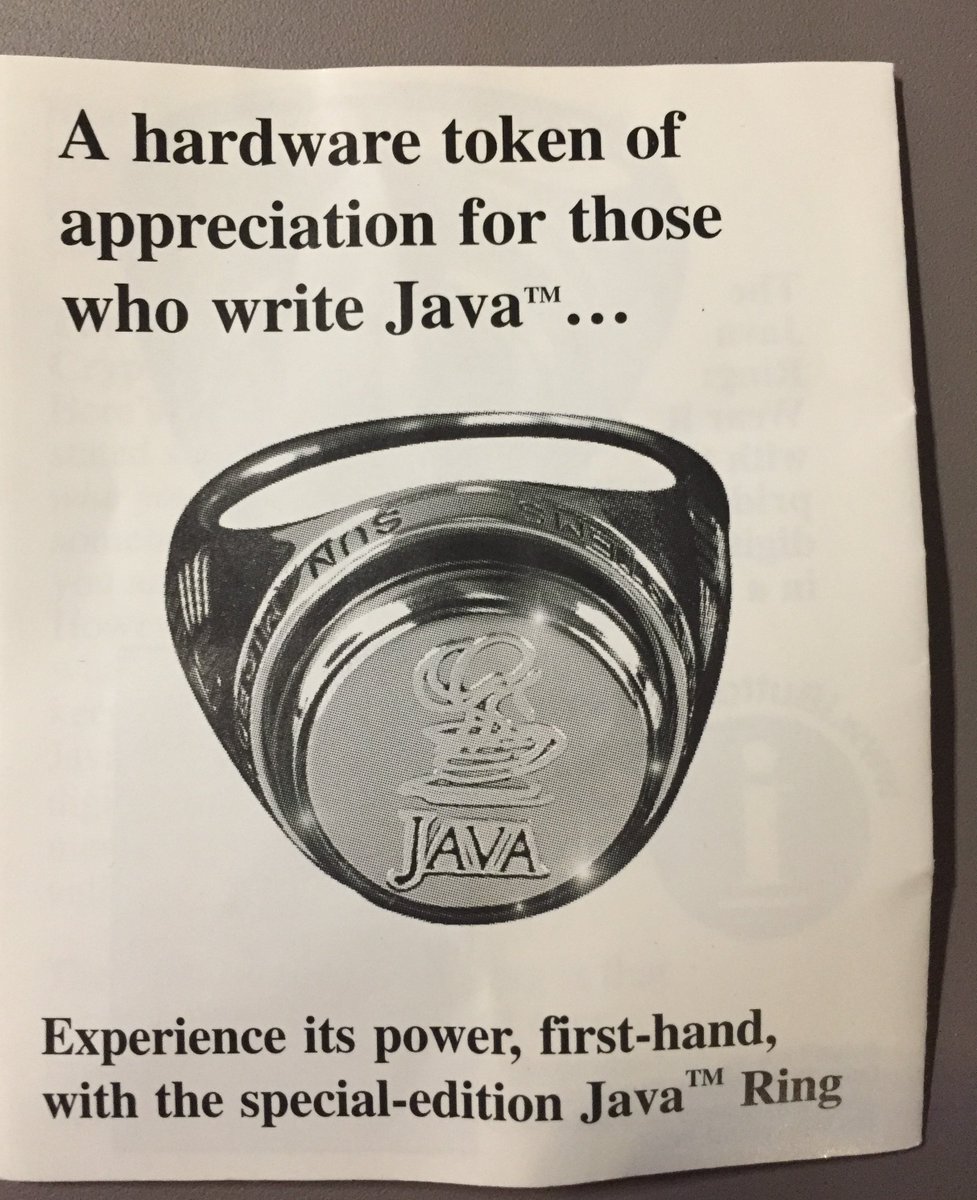 A hardware token of
appreciation for those
who write Java™...
SUN
JAVA
Experience its power, first-hand,
with the special-edition Java™ Ring